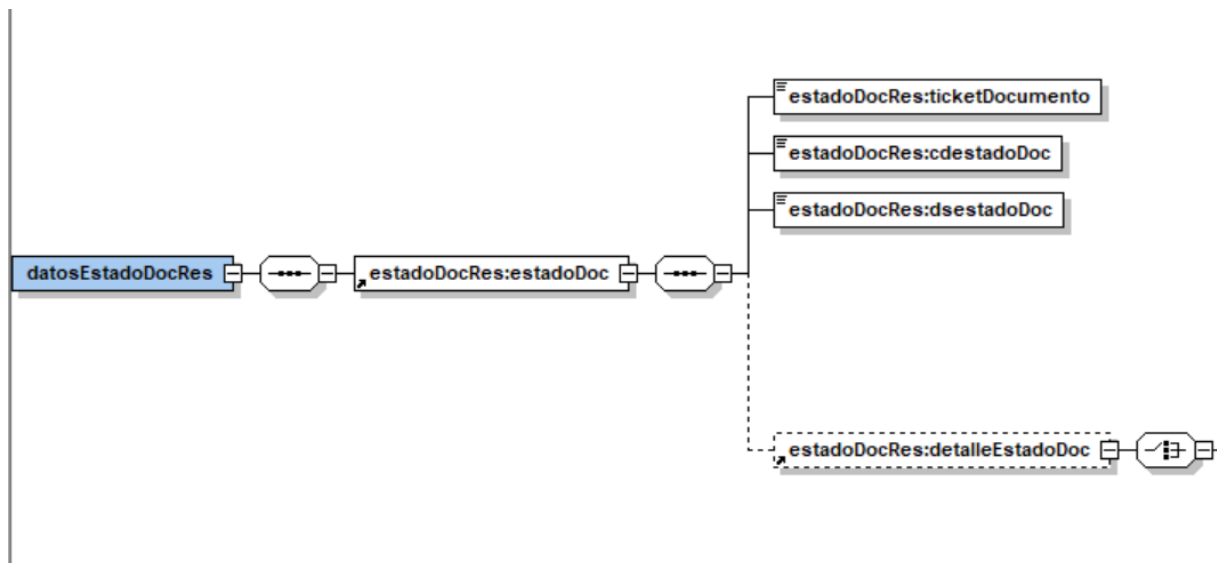 estadoDocRes:ticketDocumento
estadoDocRes:cdestadoDoc
estadoDocRes:dsestadoDoc
datosEstadoDocRes
estadoDocRes:estadoDoc
estadoDocRes:detalleEstadoDoc